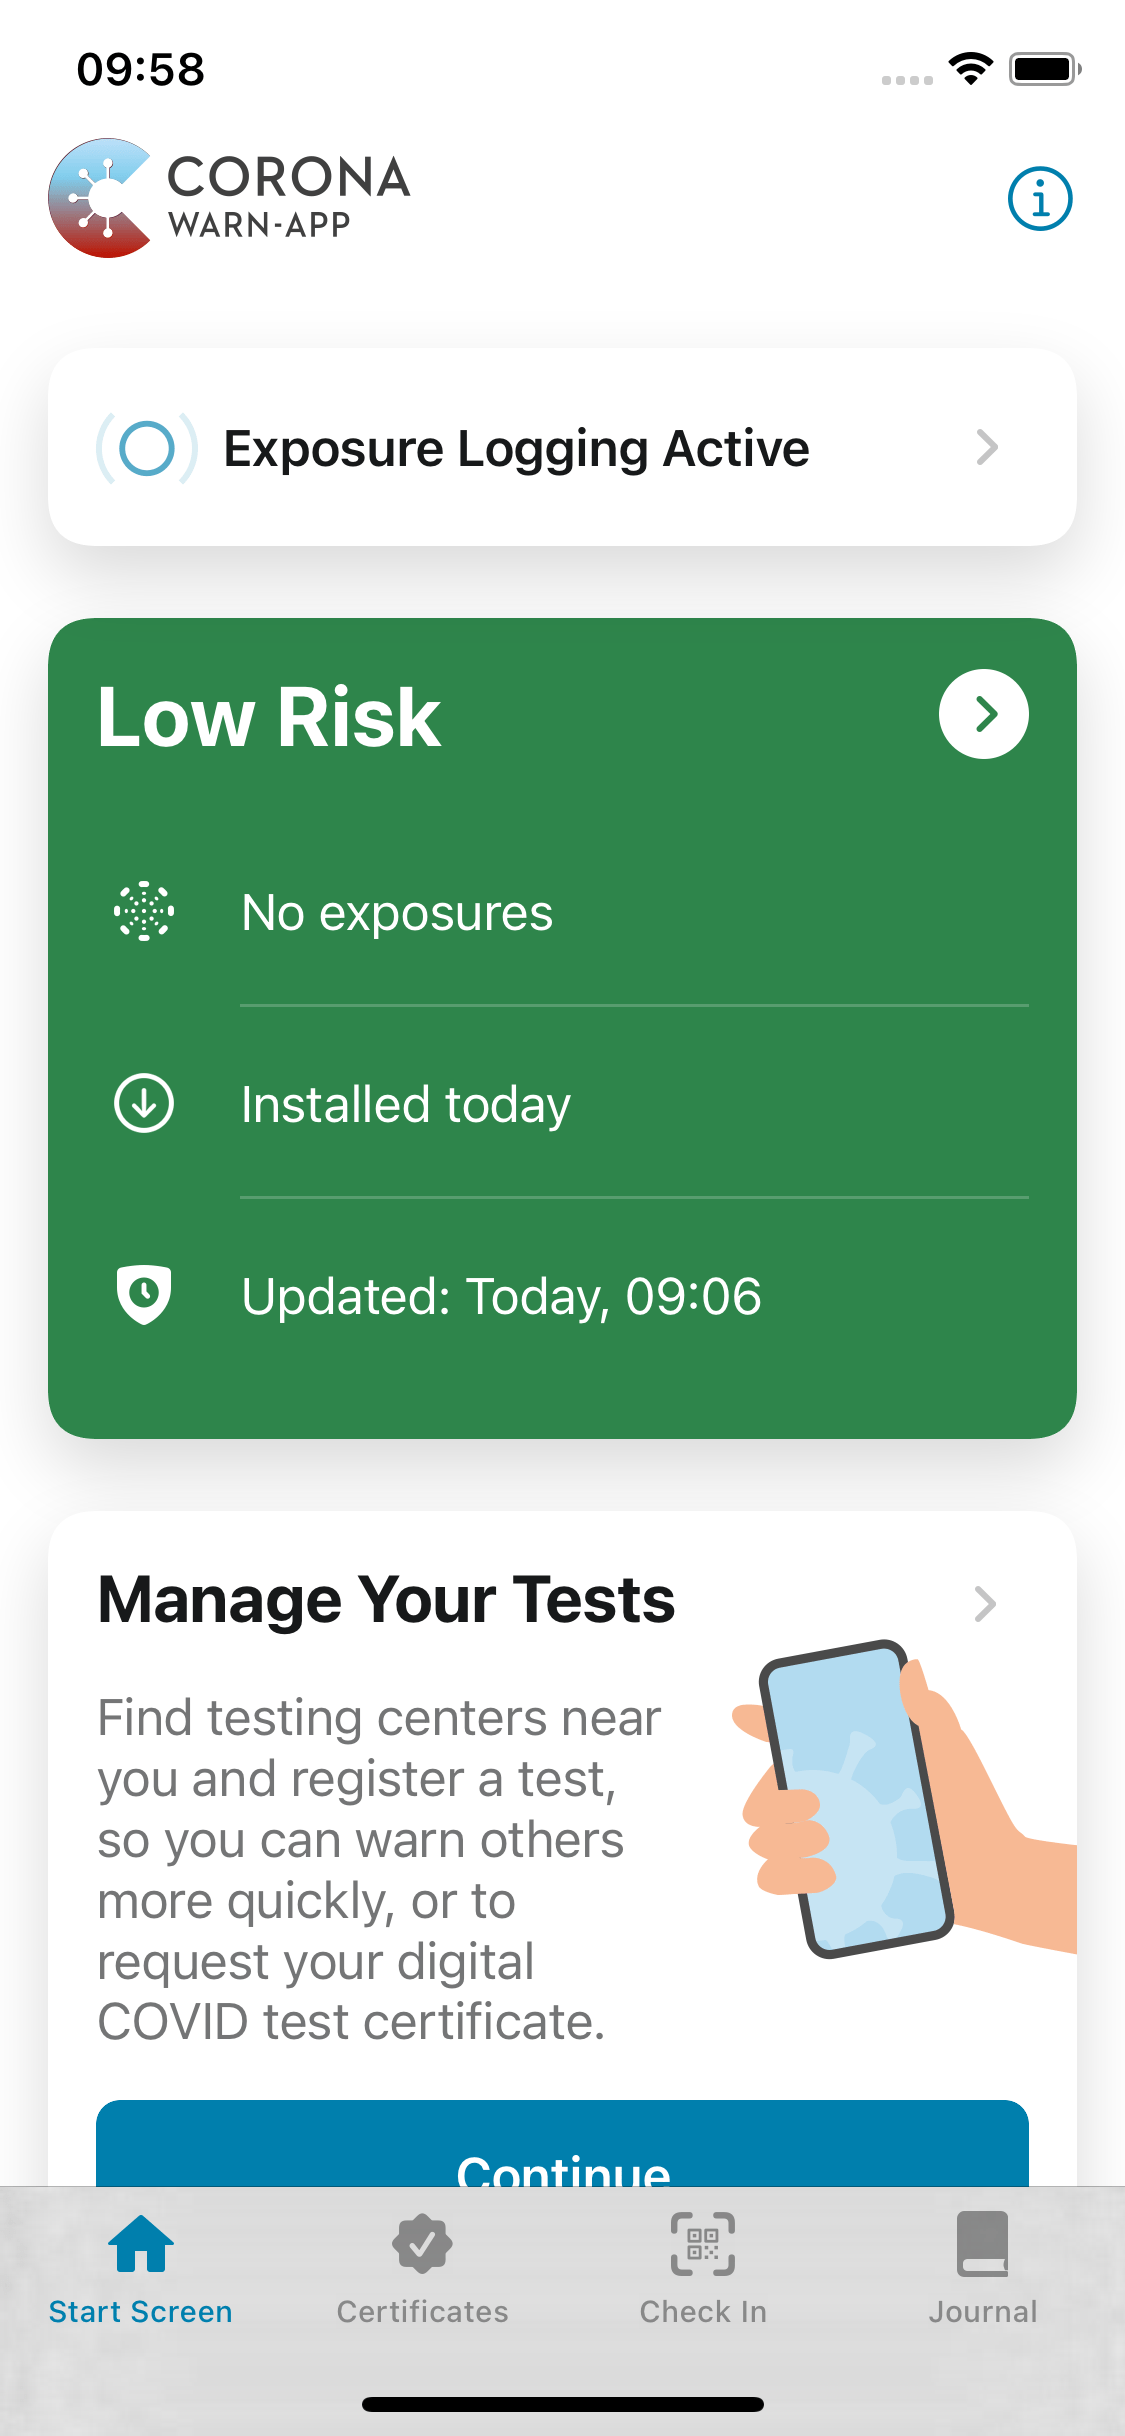 09:58
CORONA
WARN-APP
Exposure Logging Active
Low Risk
No exposures
Installed today
Updated: Today, 09:06
Manage Your Tests
Find testing centers near
you and register a test,
so you can warn others
more quickly, or to
request your digital
COVID test certificate.
Continue
Start Screen
Certificates
Check In
Journal